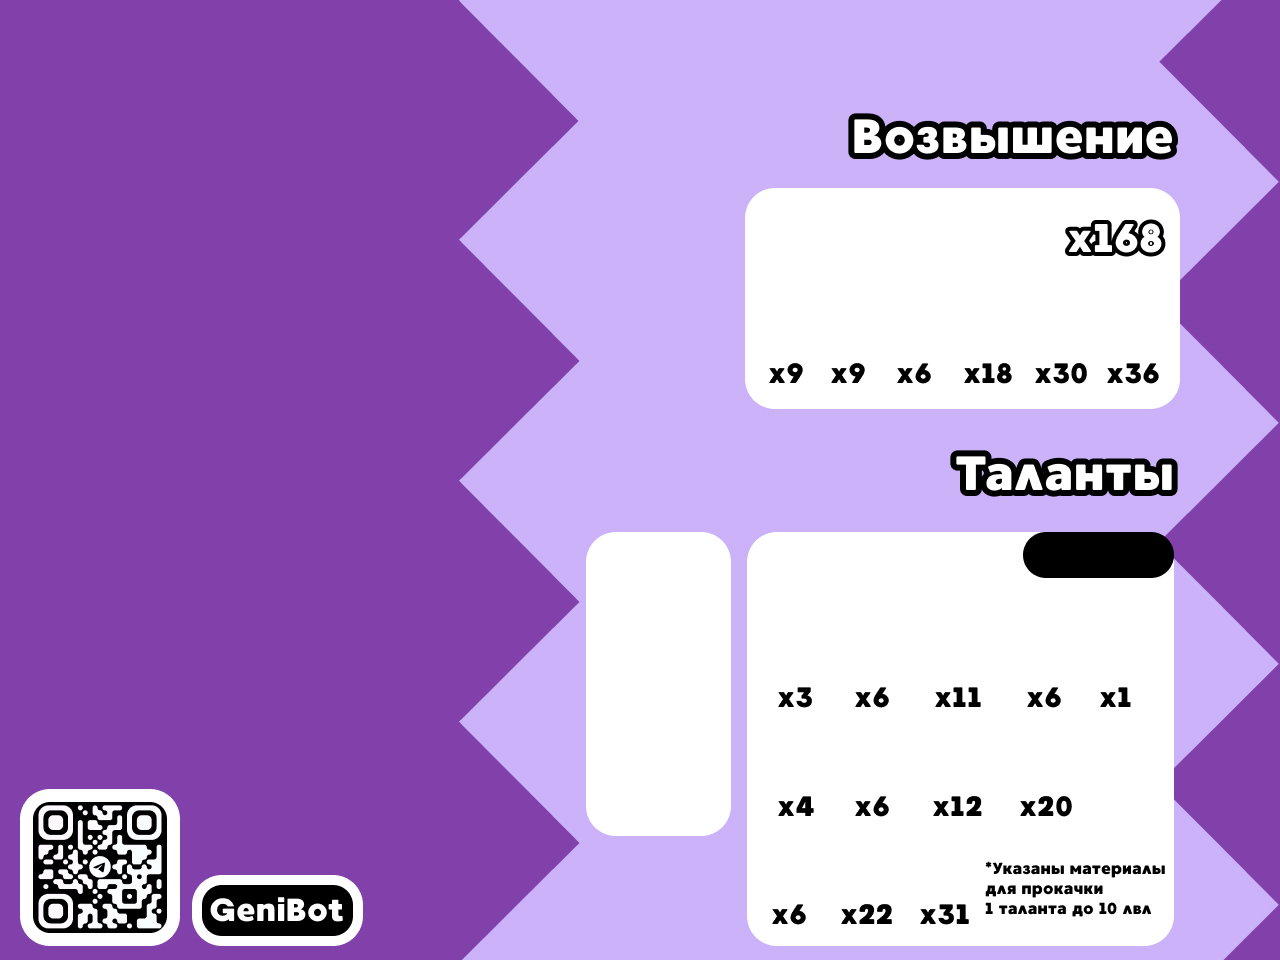 Возвышение
x168
x9 x9 x6 x18 x30 x36
Таланты
x3 x6 x11 x6 x1
x4 x6 x12 x20
*Указаны материалы
для прокачки
1 таланта до 10 лвл
x6 x22 x31
GeniBot